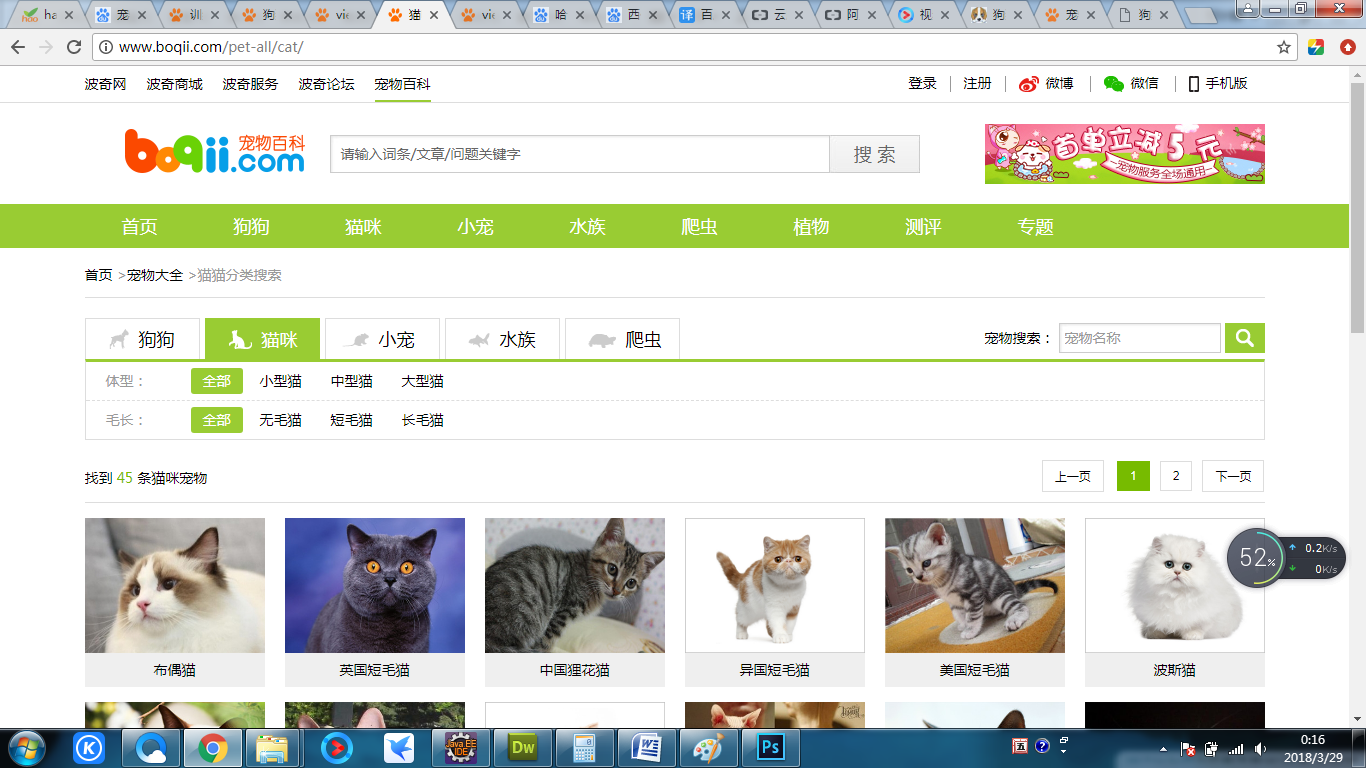 ha 宠 训 狗 vie 猫 vie 哈 西 百 云 阿 视 狗 宠 狗
www.boqii.com/pet-all/cat/
波奇网 波奇商城 波奇服务 波奇论坛 宠物百科 登录 注册 微博 微信 手机版
boqii.com 宠物百科 请输入词条/文章/问题关键字 搜 索 首单立减5元
宠物服务全场通用
首页 狗狗 猫咪 小宠 水族 爬虫 植物 测评 专题
首页 >宠物大全 >猫猫分类搜索
狗狗 猫咪 小宠 水族 爬虫 宠物搜索： 宠物名称
体型： 全部 小型猫 中型猫 大型猫
毛长： 全部 无毛猫 短毛猫 长毛猫
找到 45 条猫咪宠物 上一页 1 2 下一页
52% 0.2K/s
0K/s
布偶猫 英国短毛猫 中国狸花猫 异国短毛猫 美国短毛猫 波斯猫
K Java EE IDE Dw W Ps 五 0:16
2018/3/29